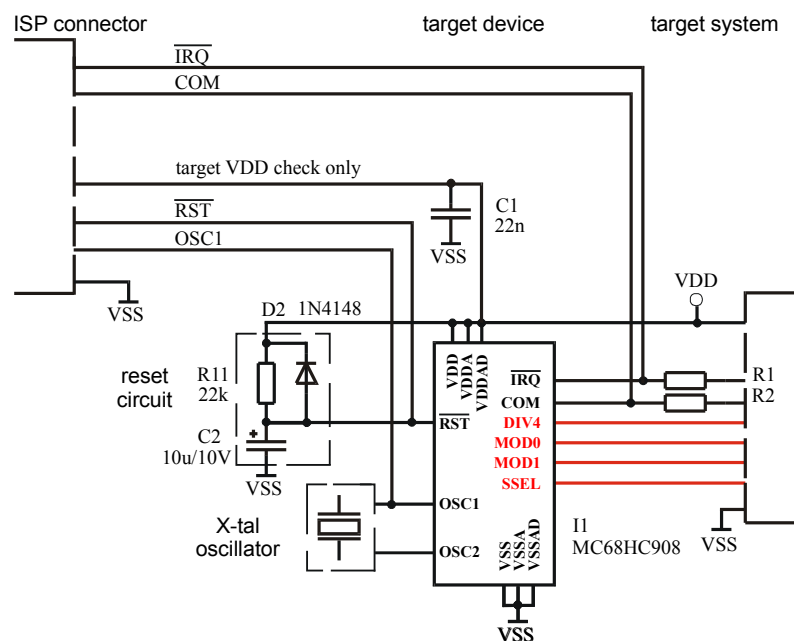 ISP connector
target device
target system
IRQ
COM
target VDD check only
C1
22n
RST
OSC1
VSS
VDD
VSS
D2 1N4148
VDD
VDDA
VDDAD
reset
circuit
R11
22k
IRQ
R1
COM
R2
RST
DIV4
C2
10u/10V
MOD0
MOD1
VSS
SSEL
OSC1
X-tal
oscillator
OSC2
VSS
VSSA
VSSAD
I1
MC68HC908
VSS
VSS